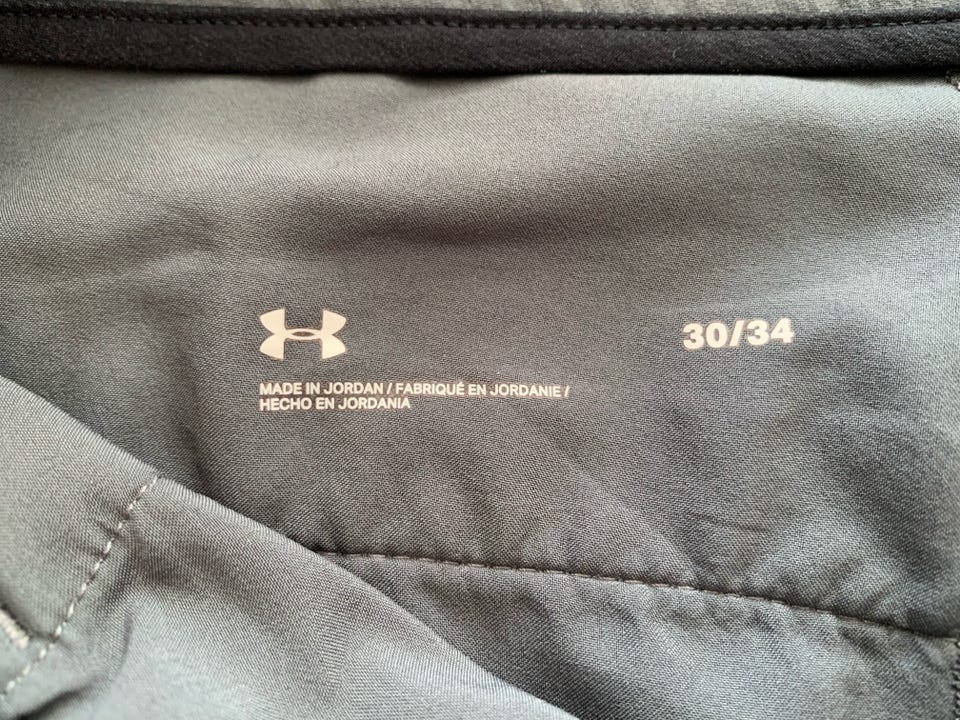 30/34
MADE IN JORDAN / FABRIQUÉ EN JORDANIE /
HECHO EN JORDANIA